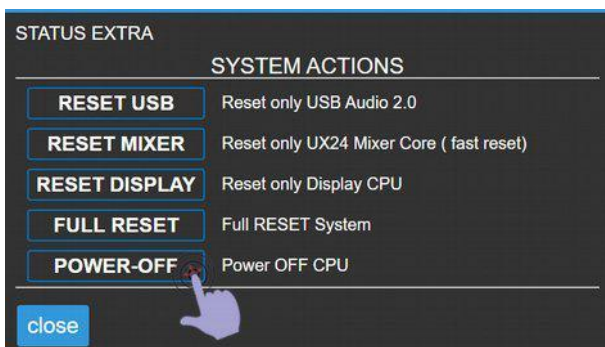 STATUS EXTRA
SYSTEM ACTIONS
RESET USB Reset only USB Audio 2.0
RESET MIXER Reset only UX24 Mixer Core ( fast reset)
RESET DISPLAY Reset only Display CPU
FULL RESET Full RESET System
POWER-OFF Power OFF CPU
close